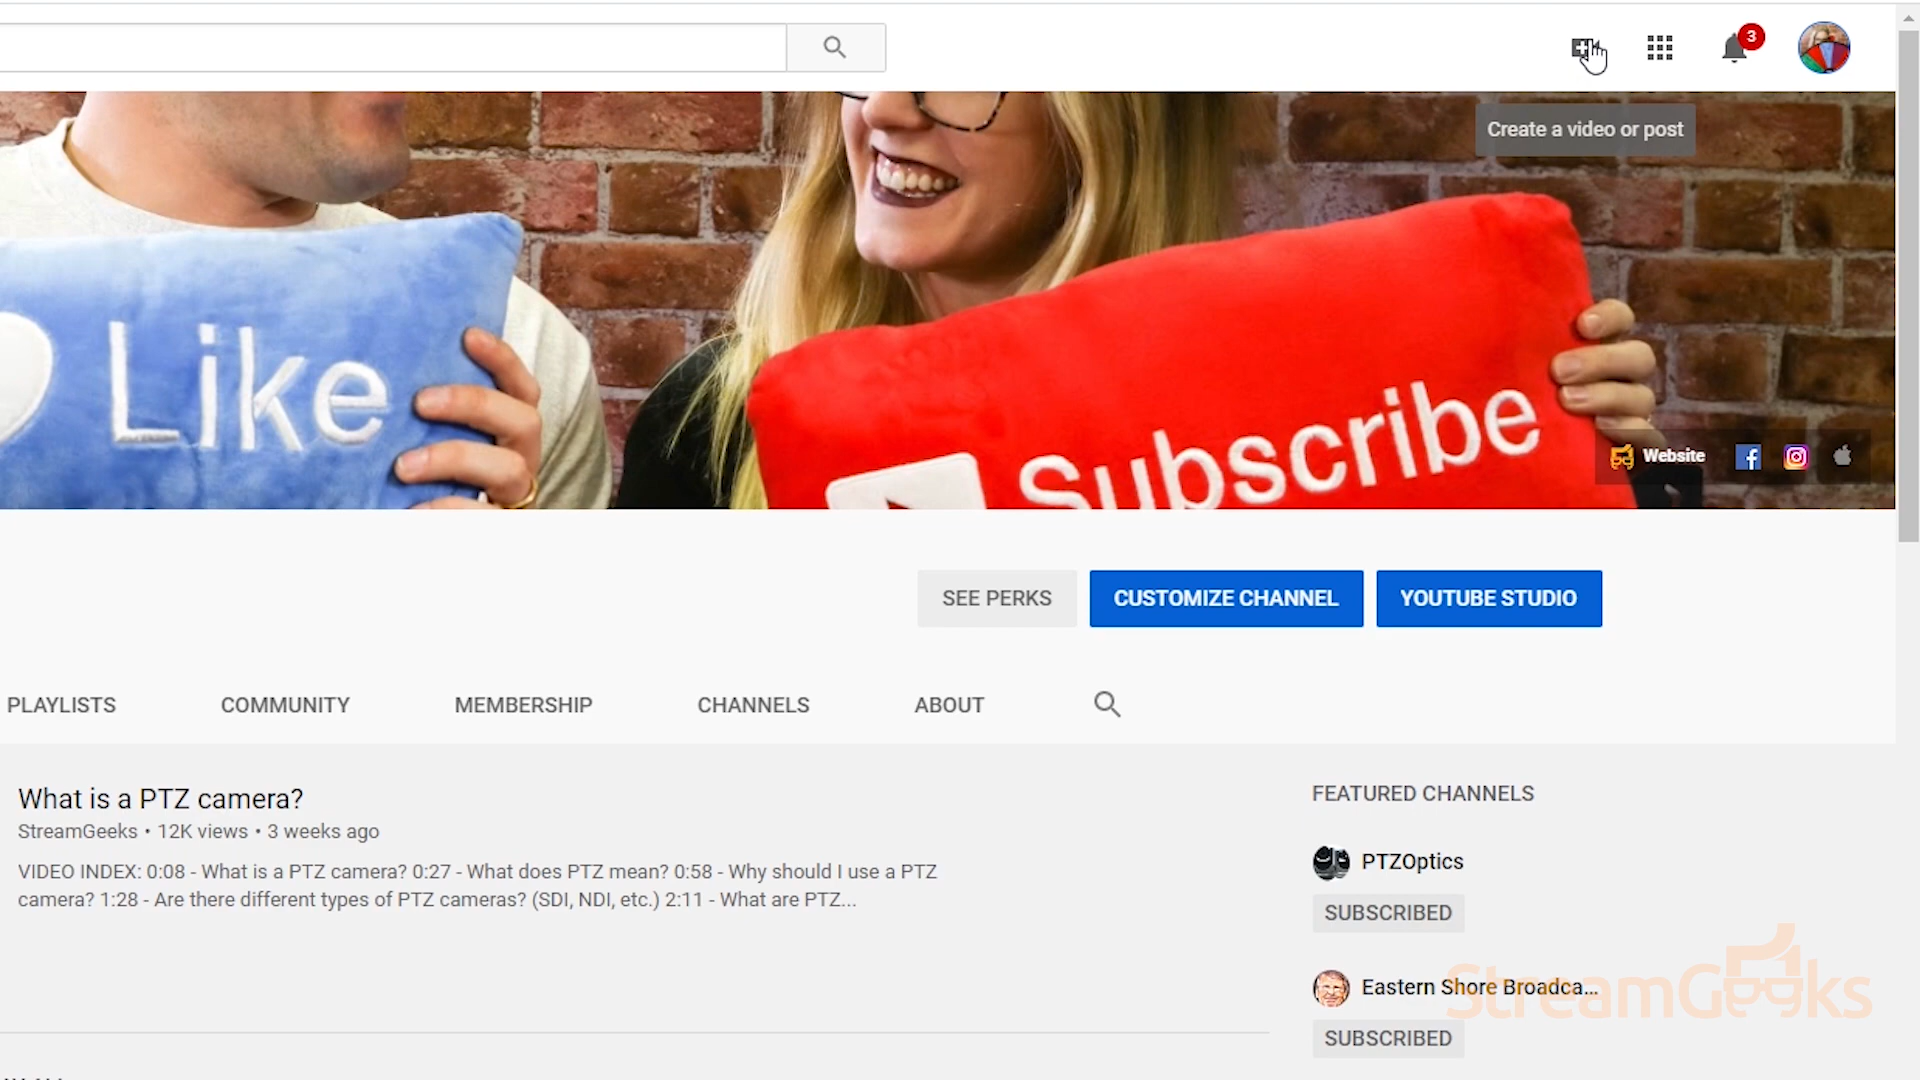 3
Create a video or post
Like
Subscribe
Website
SEE PERKS
CUSTOMIZE CHANNEL
YOUTUBE STUDIO
PLAYLISTS
COMMUNITY
MEMBERSHIP
CHANNELS
ABOUT
What is a PTZ camera?
StreamGeeks • 12K views • 3 weeks ago
VIDEO INDEX: 0:08 - What is a PTZ camera? 0:27 - What does PTZ mean? 0:58 - Why should I use a PTZ
camera? 1:28 - Are there different types of PTZ cameras? (SDI, NDI, etc.) 2:11 - What are PTZ...
FEATURED CHANNELS
PTZOptics
SUBSCRIBED
Eastern Shore Broadca...
SUBSCRIBED
StreamGeeks